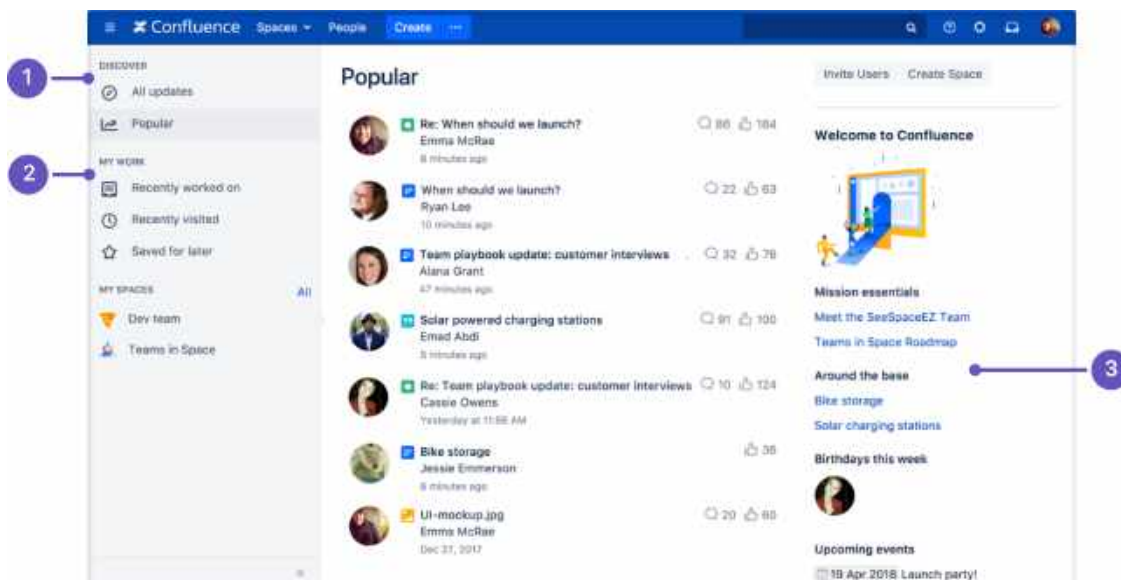 Confluence Spaces People Create
1
DISCOVER
All updates
Popular
2
MY WORK
Recently worked on
Recently visited
Saved for later
MY SPACES All
Dev team
Teams in Space
Popular
Re: When should we launch? 86 184
Emma McRae
8 minutes ago
When should we launch? 22 63
Ryan Lee
10 minutes ago
Team playbook update: customer interviews 32 76
Alana Grant
47 minutes ago
Solar powered charging stations 91 100
Emad Abdi
5 minutes ago
Re: Team playbook update: customer interviews 10 124
Cassie Owens
Yesterday at 11:56 AM
Bike storage 36
Jessie Emmerson
8 minutes ago
UI-mockup.jpg 20 60
Emma McRae
Dec 27, 2017
Invite Users Create Space
Welcome to Confluence
Mission essentials
Meet the SeeSpaceEZ Team
Teams in Space Roadmap
3
Around the base
Bike storage
Solar charging stations
Birthdays this week
Upcoming events
19 Apr 2018 Launch party!